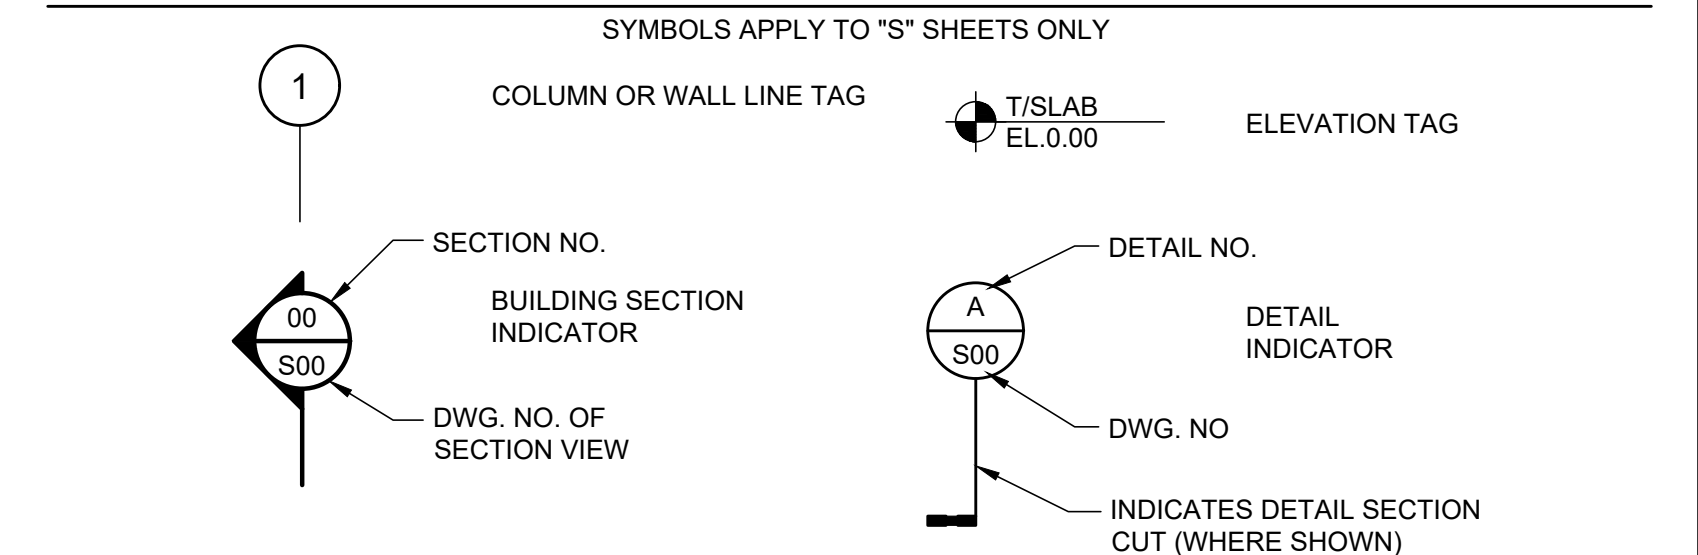 SYMBOLS APPLY TO "S" SHEETS ONLY
1
COLUMN OR WALL LINE TAG
T/SLAB
EL.0.00
ELEVATION TAG
SECTION NO.
00
S00
BUILDING SECTION
INDICATOR
DWG. NO. OF
SECTION VIEW
DETAIL NO.
A
S00
DETAIL
INDICATOR
DWG. NO
INDICATES DETAIL SECTION
CUT (WHERE SHOWN)